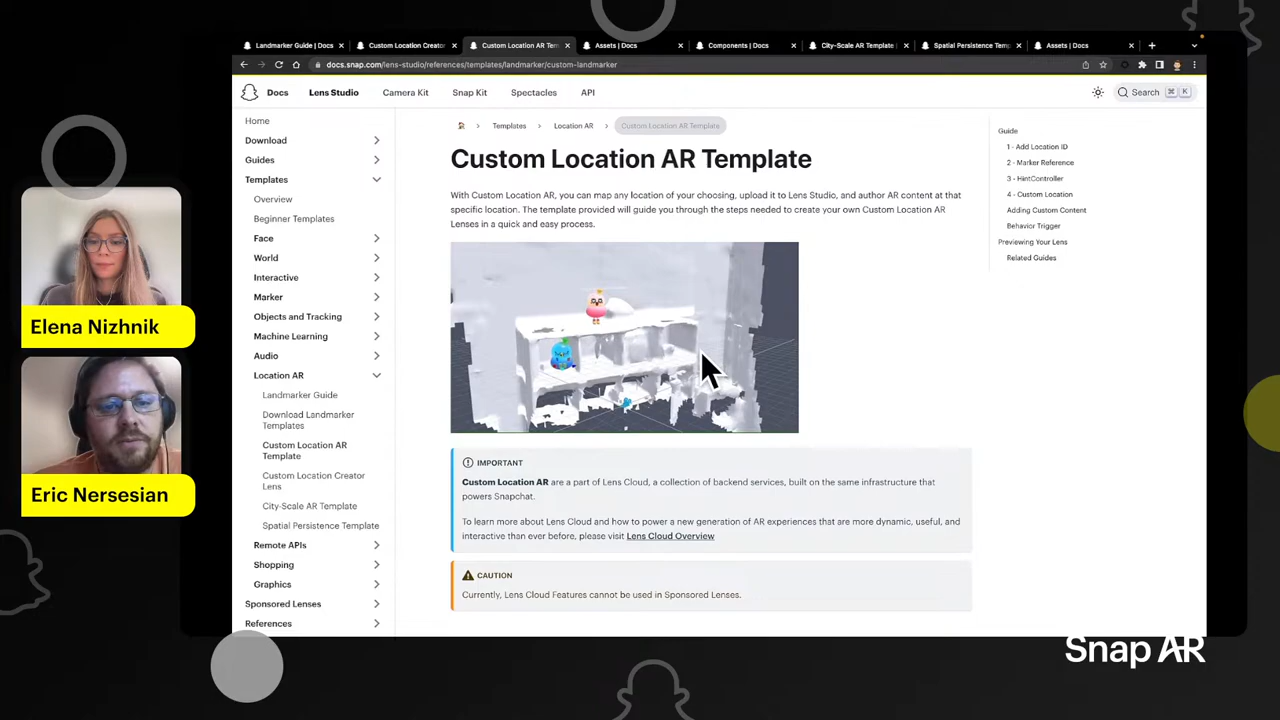 Landmarker Guide | Docs
Custom Location Creator
Custom Location AR Tem
Assets | Docs
Components | Docs
City-Scale AR Template
Spatial Persistence Temp
Assets | Docs
docs.snap.com/lens-studio/references/templates/landmarker/custom-landmarker
Docs
Lens Studio
Camera Kit
Snap Kit
Spectacles
API
Search
⌘
K
Home
Download
Guides
Templates
Overview
Beginner Templates
Face
World
Interactive
Marker
Objects and Tracking
Machine Learning
Audio
Location AR
Landmarker Guide
Download Landmarker
Templates
Custom Location AR
Template
Custom Location Creator
Lens
City-Scale AR Template
Spatial Persistence Template
Remote APIs
Shopping
Graphics
Sponsored Lenses
References
Templates
Location AR
Custom Location AR Template
Custom Location AR Template
With Custom Location AR, you can map any location of your choosing, upload it to Lens Studio, and author AR content at that
specific location. The template provided will guide you through the steps needed to create your own Custom Location AR
Lenses in a quick and easy process.
IMPORTANT
Custom Location AR are a part of Lens Cloud, a collection of backend services, built on the same infrastructure that
powers Snapchat.
To learn more about Lens Cloud and how to power a new generation of AR experiences that are more dynamic, useful, and
interactive than ever before, please visit Lens Cloud Overview
CAUTION
Currently, Lens Cloud Features cannot be used in Sponsored Lenses.
Guide
1 - Add Location ID
2 - Marker Reference
3 - HintController
4 - Custom Location
Adding Custom Content
Behavior Trigger
Previewing Your Lens
Related Guides
Elena Nizhnik
Eric Nersesian
Snap AR